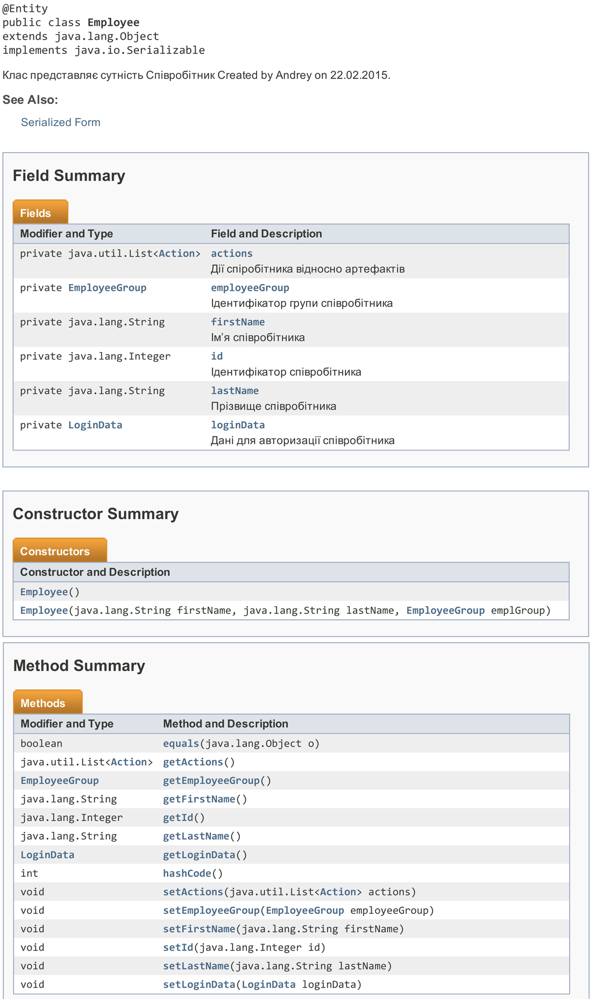 @Entity
public class Employee
extends java.lang.Object
implements java.io.Serializable
Клас представляє сутність Співробітник Created by Andrey on 22.02.2015.
See Also:
Serialized Form
Field Summary
Fields
Modifier and Type Field and Description
private java.util.List<Action> actions
Дії спіробітника відносно артефактів
private EmployeeGroup employeeGroup
Ідентифікатор групи співробітника
private java.lang.String firstName
Ім’я співробітника
private java.lang.Integer id
Ідентифікатор співробітника
private java.lang.String lastName
Прізвище співробітника
private LoginData loginData
Дані для авторизації співробітника
Constructor Summary
Constructors
Constructor and Description
Employee()
Employee(java.lang.String firstName, java.lang.String lastName, EmployeeGroup emplGroup)
Method Summary
Methods
Modifier and Type Method and Description
boolean equals(java.lang.Object o)
java.util.List<Action> getActions()
EmployeeGroup getEmployeeGroup()
java.lang.String getFirstName()
java.lang.Integer getId()
java.lang.String getLastName()
LoginData getLoginData()
int hashCode()
void setActions(java.util.List<Action> actions)
void setEmployeeGroup(EmployeeGroup employeeGroup)
void setFirstName(java.lang.String firstName)
void setId(java.lang.Integer id)
void setLastName(java.lang.String lastName)
void setLoginData(LoginData loginData)